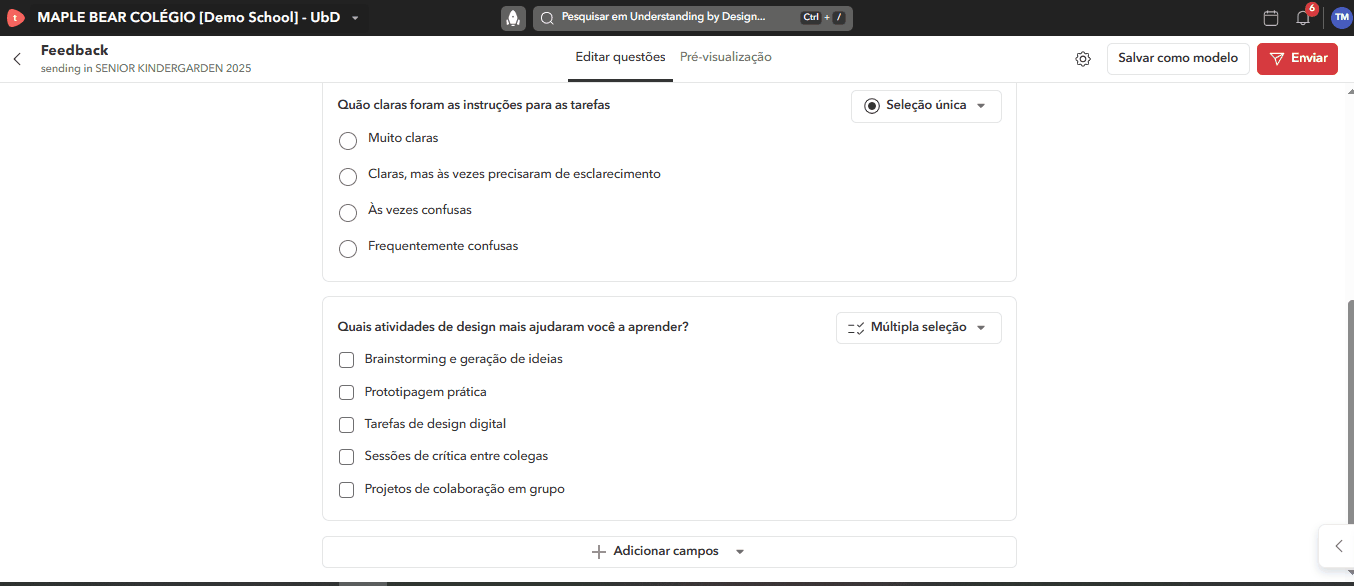 MAPLE BEAR COLÉGIO [Demo School] - UbD
Pesquisar em Understanding by Design...
Ctrl + /
6
TM
Feedback
sending in SENIOR KINDERGARDEN 2025
Editar questões
Pré-visualização
Salvar como modelo
Enviar
Quão claras foram as instruções para as tarefas
Seleção única
Muito claras
Claras, mas às vezes precisaram de esclarecimento
Às vezes confusas
Frequentemente confusas
Quais atividades de design mais ajudaram você a aprender?
Múltipla seleção
Brainstorming e geração de ideias
Prototipagem prática
Tarefas de design digital
Sessões de crítica entre colegas
Projetos de colaboração em grupo
Adicionar campos